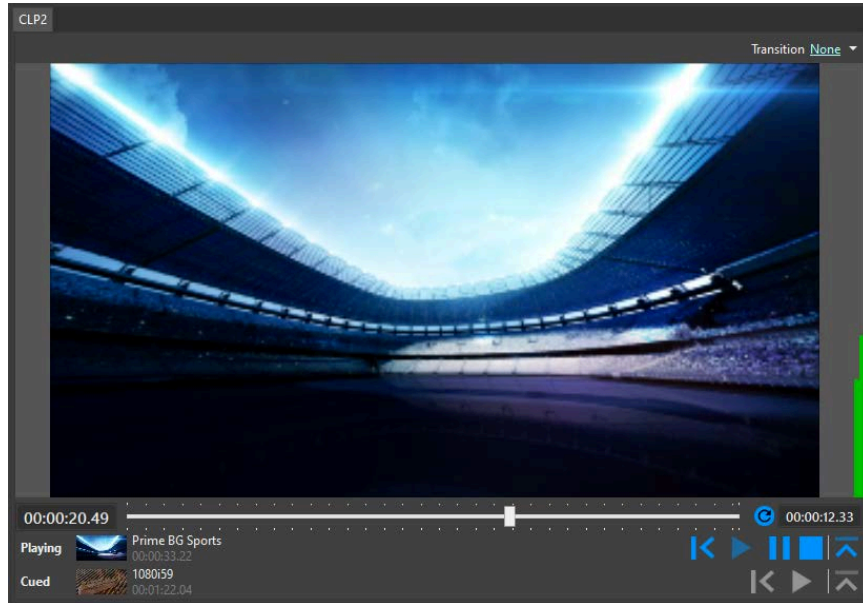 CLP2
Transition None
00:00:20.49
00:00:12.33
Playing
Prime BG Sports
00:00:33.22
Cued
1080i59
00:01:22.04